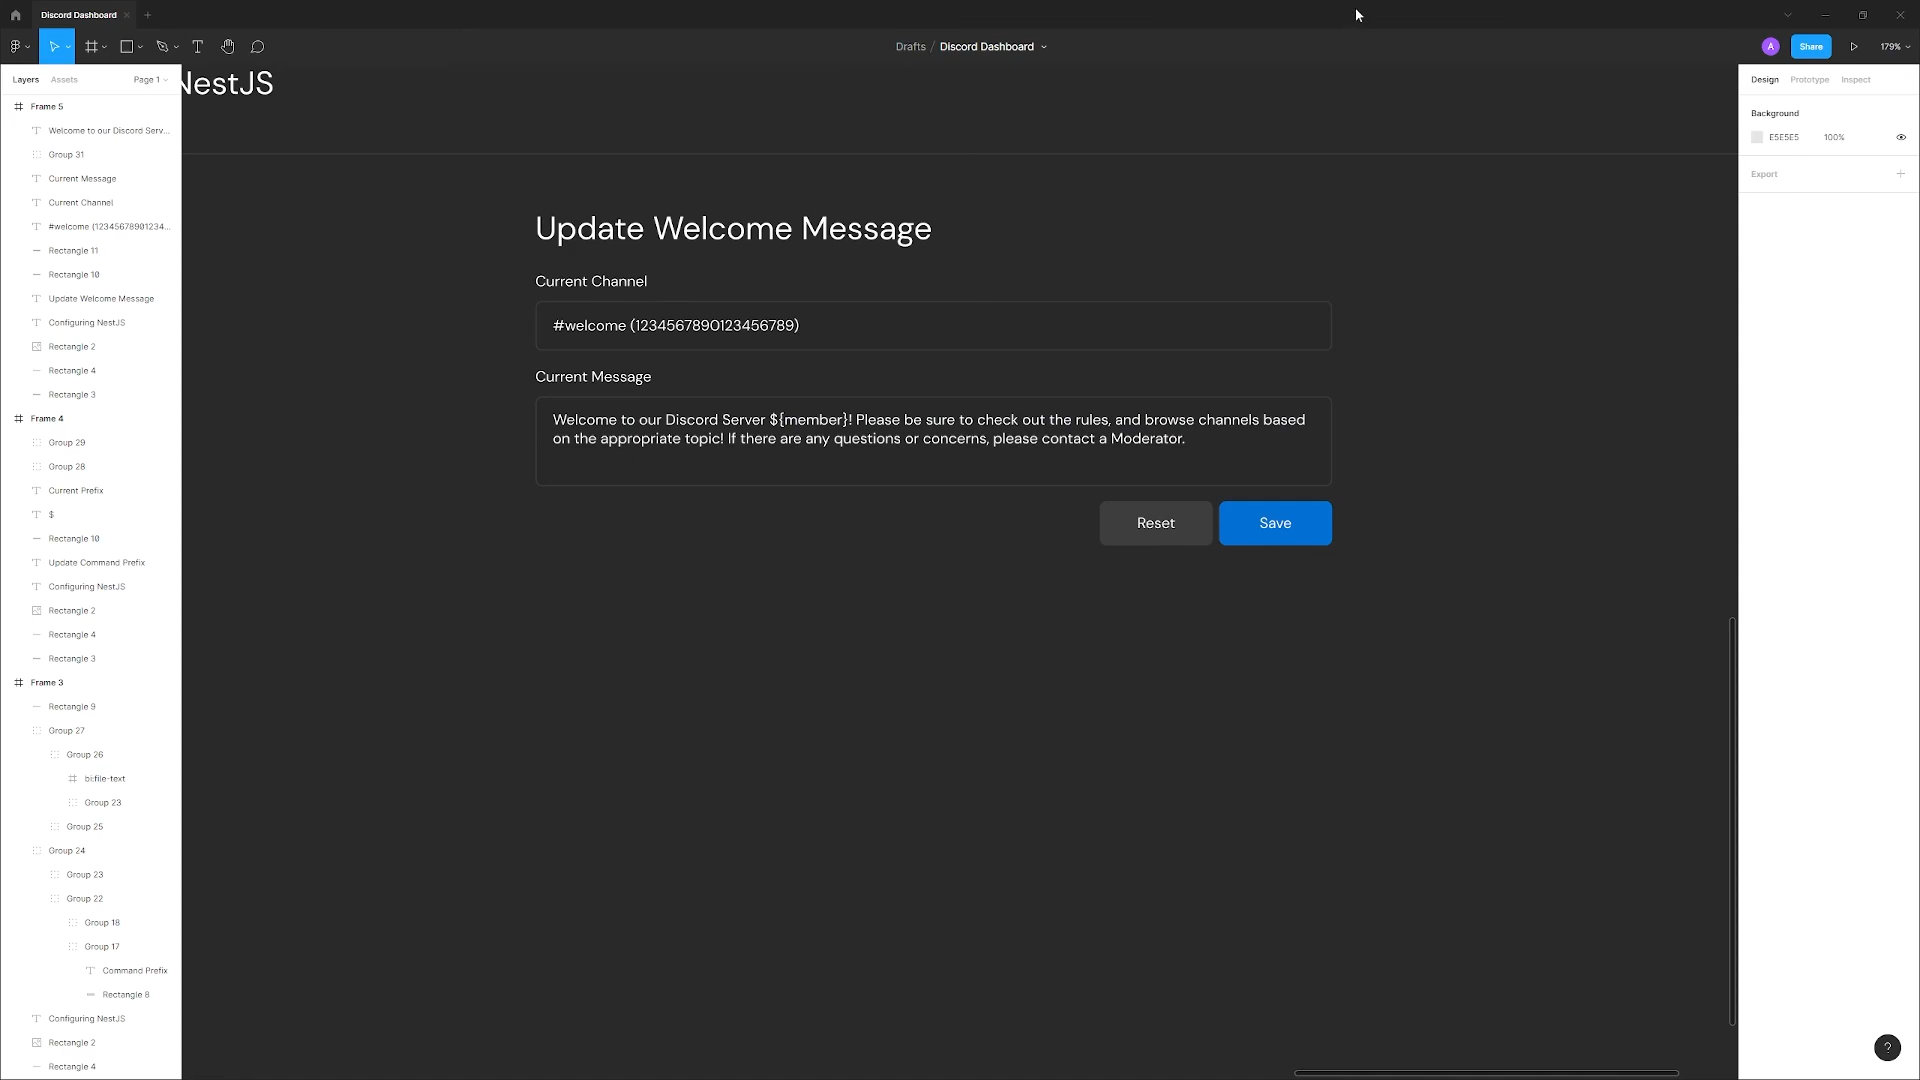 Discord Dashboard
Drafts / Discord Dashboard
A
Share
179%
Layers
Assets
Page 1
Frame 5
Welcome to our Discord Serv...
Group 31
Current Message
Current Channel
#welcome (12345678901234...
Rectangle 11
Rectangle 10
Update Welcome Message
Configuring NestJS
Rectangle 2
Rectangle 4
Rectangle 3
Frame 4
Group 29
Group 28
Current Prefix
$
Rectangle 10
Update Command Prefix
Configuring NestJS
Rectangle 2
Rectangle 4
Rectangle 3
Frame 3
Rectangle 9
Group 27
Group 26
bi:file-text
Group 23
Group 25
Group 24
Group 23
Group 22
Group 18
Group 17
Command Prefix
Rectangle 8
Configuring NestJS
Rectangle 2
Rectangle 4
NestJS
Update Welcome Message
Current Channel
#welcome (1234567890123456789)
Current Message
Welcome to our Discord Server ${member}! Please be sure to check out the rules, and browse channels based
on the appropriate topic! If there are any questions or concerns, please contact a Moderator.
Reset
Save
Design
Prototype
Inspect
Background
E5E5E5
100%
Export
?